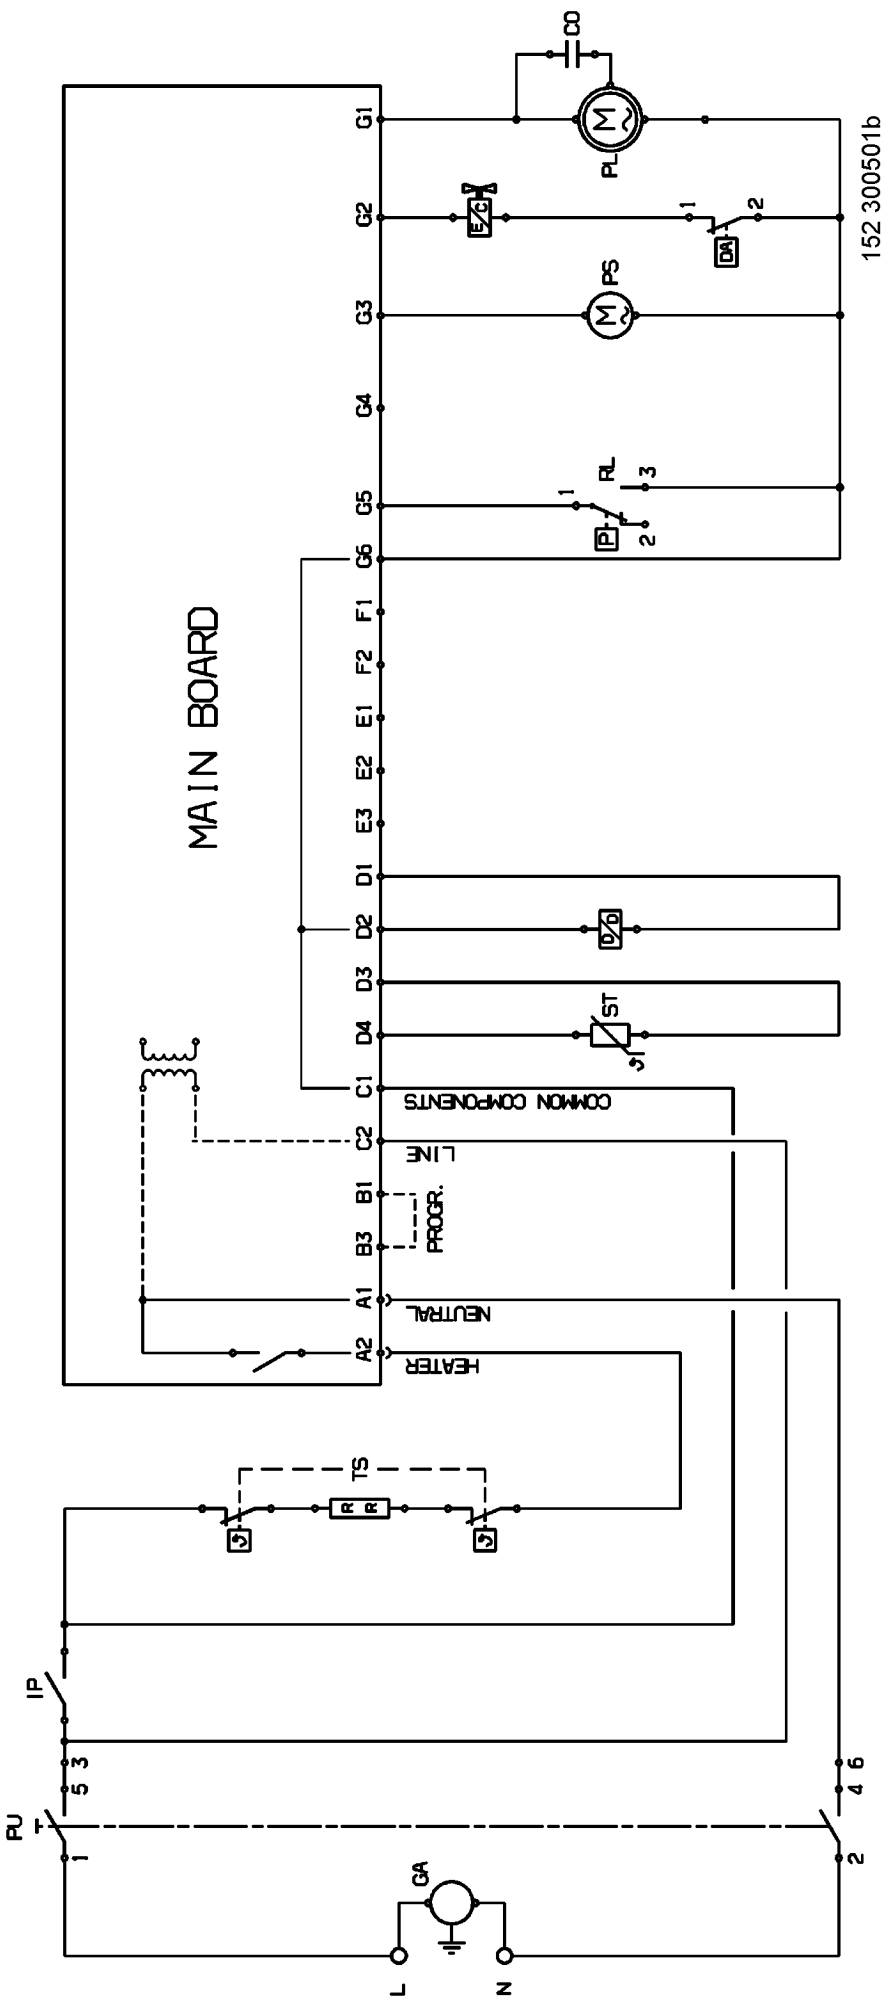 CO
G1
M
PL
G2
E/C
1
2
DA
G3
M
PS
G4
G5
1
RL
3
P
2
G6
F1
F2
MAIN BOARD
E1
E2
E3
D1
D2
D/D
D3
D4
ST
C1
COMMON COMPONENTS
C2
LINE
B1
B3
PROGR.
A1
NEUTRAL
A2
HEATER
TS
R R
IP
3
5
PU
1
6
4
2
GA
L
N
152 300501b